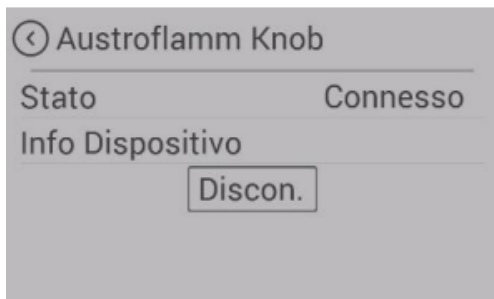 Austroflamm Knob
Stato Connesso
Info Dispositivo
Discon.